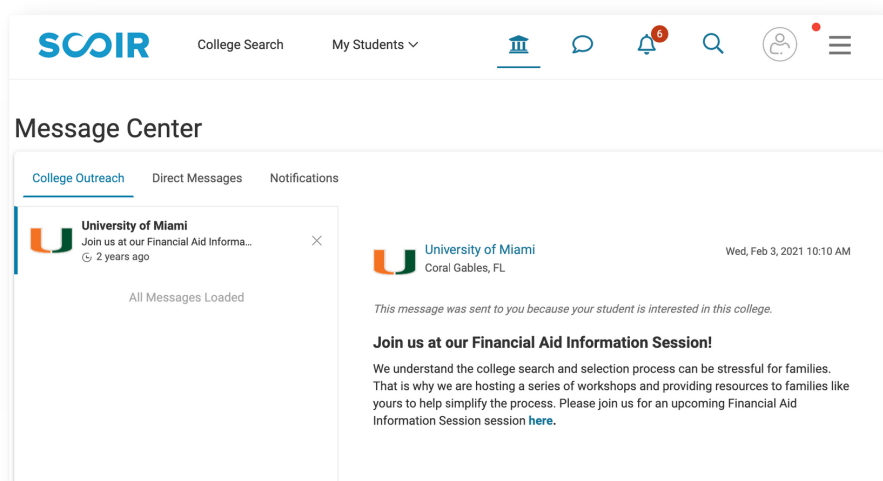 SCOIR
College Search
My Students
6
Message Center
College Outreach
Direct Messages
Notifications
University of Miami
Join us at our Financial Aid Informa...
2 years ago
All Messages Loaded
University of Miami
Coral Gables, FL
Wed, Feb 3, 2021 10:10 AM
This message was sent to you because your student is interested in this college.
Join us at our Financial Aid Information Session!
We understand the college search and selection process can be stressful for families.
That is why we are hosting a series of workshops and providing resources to families like
yours to help simplify the process. Please join us for an upcoming Financial Aid
Information Session session here.